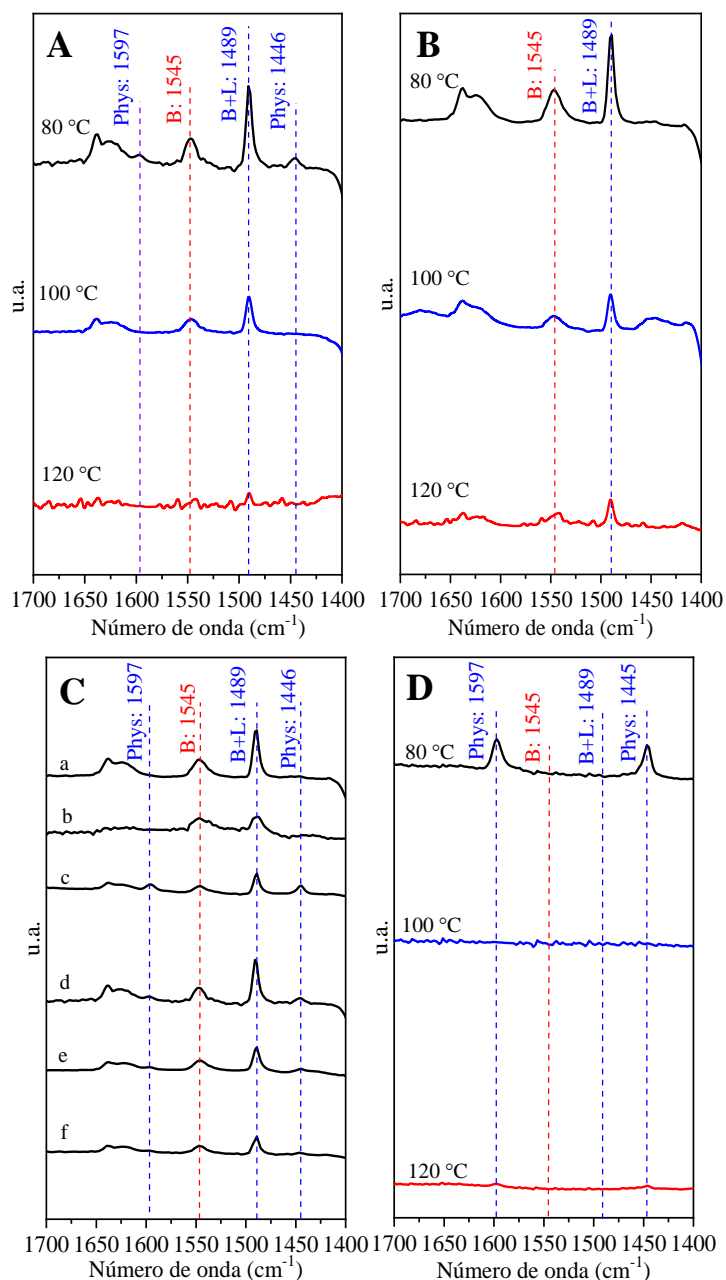 A
Phys: 1597
B: 1545
B+L: 1489
Phys: 1446
80 °C
100 °C
120 °C
u.a.
1700 1650 1600 1550 1500 1450 1400
Número de onda (cm⁻¹)
B
B: 1545
B+L: 1489
80 °C
100 °C
120 °C
1700 1650 1600 1550 1500 1450 1400
Número de onda (cm⁻¹)
C
Phys: 1597
B: 1545
B+L: 1489
Phys: 1446
a
b
c
d
e
f
u.a.
1700 1650 1600 1550 1500 1450 1400
Número de onda (cm⁻¹)
D
Phys: 1597
B: 1545
B+L: 1489
Phys: 1445
80 °C
100 °C
120 °C
u.a.
1700 1650 1600 1550 1500 1450 1400
Número de onda (cm⁻¹)